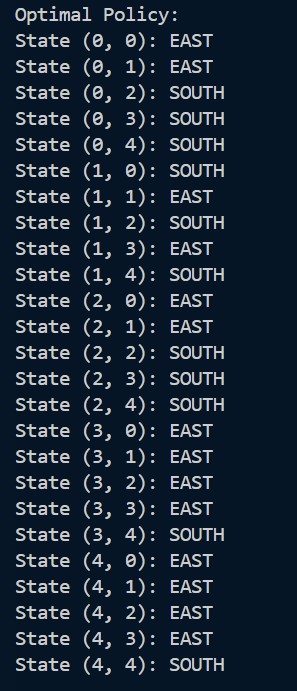 Optimal Policy:
State (0, 0): EAST
State (0, 1): EAST
State (0, 2): SOUTH
State (0, 3): SOUTH
State (0, 4): SOUTH
State (1, 0): SOUTH
State (1, 1): EAST
State (1, 2): SOUTH
State (1, 3): EAST
State (1, 4): SOUTH
State (2, 0): EAST
State (2, 1): EAST
State (2, 2): SOUTH
State (2, 3): SOUTH
State (2, 4): SOUTH
State (3, 0): EAST
State (3, 1): EAST
State (3, 2): EAST
State (3, 3): EAST
State (3, 4): SOUTH
State (4, 0): EAST
State (4, 1): EAST
State (4, 2): EAST
State (4, 3): EAST
State (4, 4): SOUTH